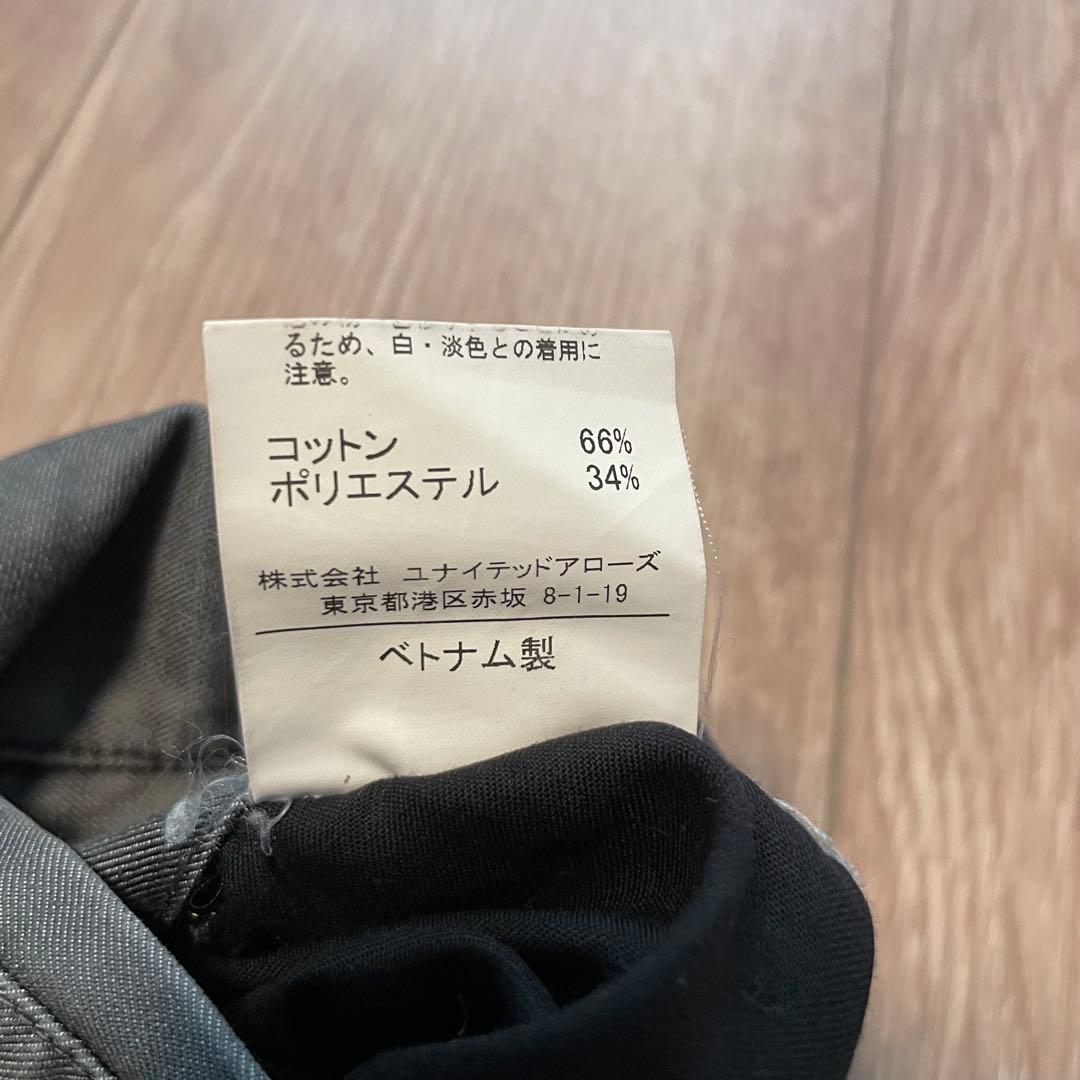 るため、白・淡色との着用に
注意。
コットン 66%
ポリエステル 34%
株式会社 ユナイテッドアローズ
東京都港区赤坂 8-1-19
ベトナム製